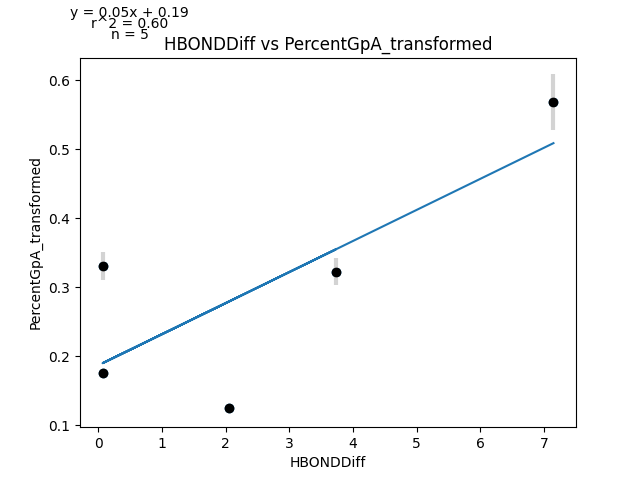 y = 0.05x + 0.19
r^2 = 0.60
n = 5
HBONDDiff vs PercentGpA_transformed
PercentGpA_transformed
0.6
0.5
0.4
0.3
0.2
0.1
0 1 2 3 4 5 6 7
HBONDDiff